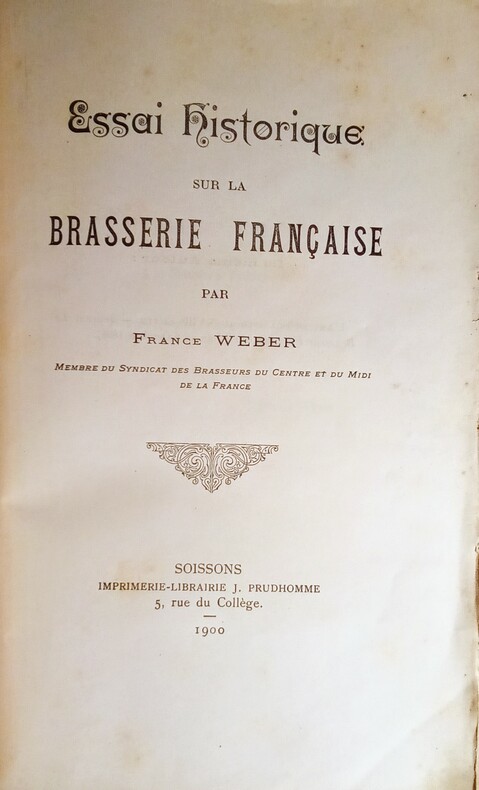 Essai Historique
SUR LA
BRASSERIE FRANÇAISE
PAR
France WEBER
Membre du Syndicat des Brasseurs du Centre et du Midi
de la France
SOISSONS
IMPRIMERIE-LIBRAIRIE J. PRUDHOMME
5, rue du Collège.
1900